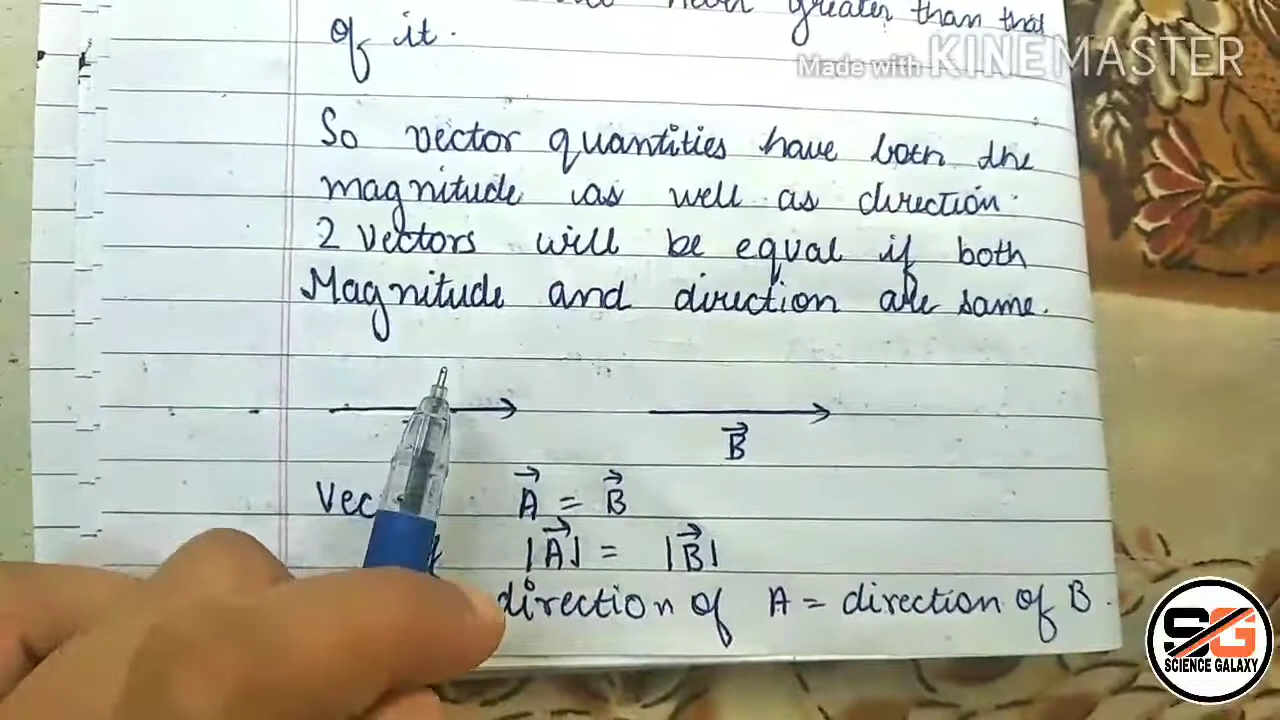 greater than that
of it.
Made with KINEMASTER
So vector quantities have both the
magnitude as well as direction.
2 Vectors will be equal if both
Magnitude and direction are same.
B
Vec A = B
|A| = |B|
direction of A = direction of B.
SG
SCIENCE GALAXY